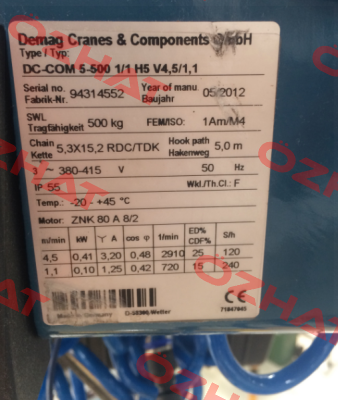 Demag Cranes & Components GmbH
Type / Typ:
DC-COM 5-500 1/1 H5 V4,5/1,1
Serial no. 94314552 Year of manu 05/2012
Fabrik-Nr. Baujahr
SWL 500 kg FEM/ISO: 1Am/M4
Tragfähigkeit
Chain 5,3X15,2 RDC/TDK Hook path 5,0 m
Kette Hakenweg
3 ~ 380-415 V 50 Hz
IP 55 Wkl./Th.Cl.: F
Temp.: -20 - +45 °C
Motor: ZNK 80 A 8/2
m/min kW Y A cos φ 1/min ED% CDF% S/h
4,5 0,41 3,20 0,48 2910 25 120
1,1 0,10 1,25 0,42 720 15 240
CE
Made in Germany D-58286 Wetter 71847845
OZHAT